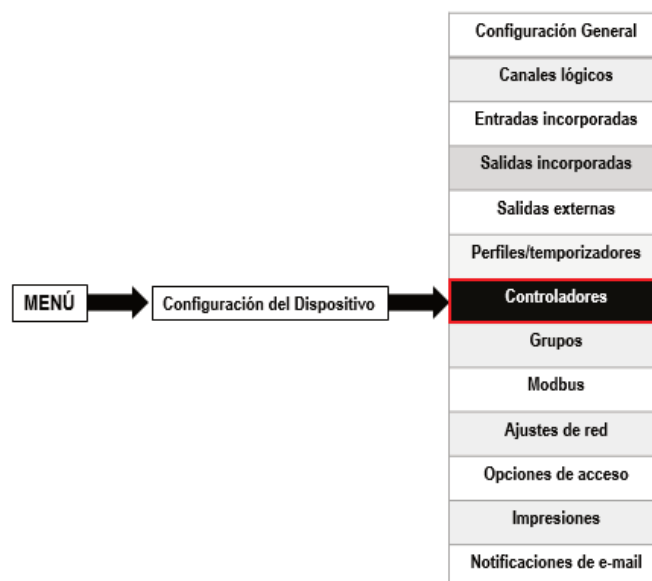 Configuración General
Canales lógicos
Entradas incorporadas
Salidas incorporadas
Salidas externas
Perfiles/temporizadores
MENÚ
Configuración del Dispositivo
Controladores
Grupos
Modbus
Ajustes de red
Opciones de acceso
Impresiones
Notificaciones de e-mail